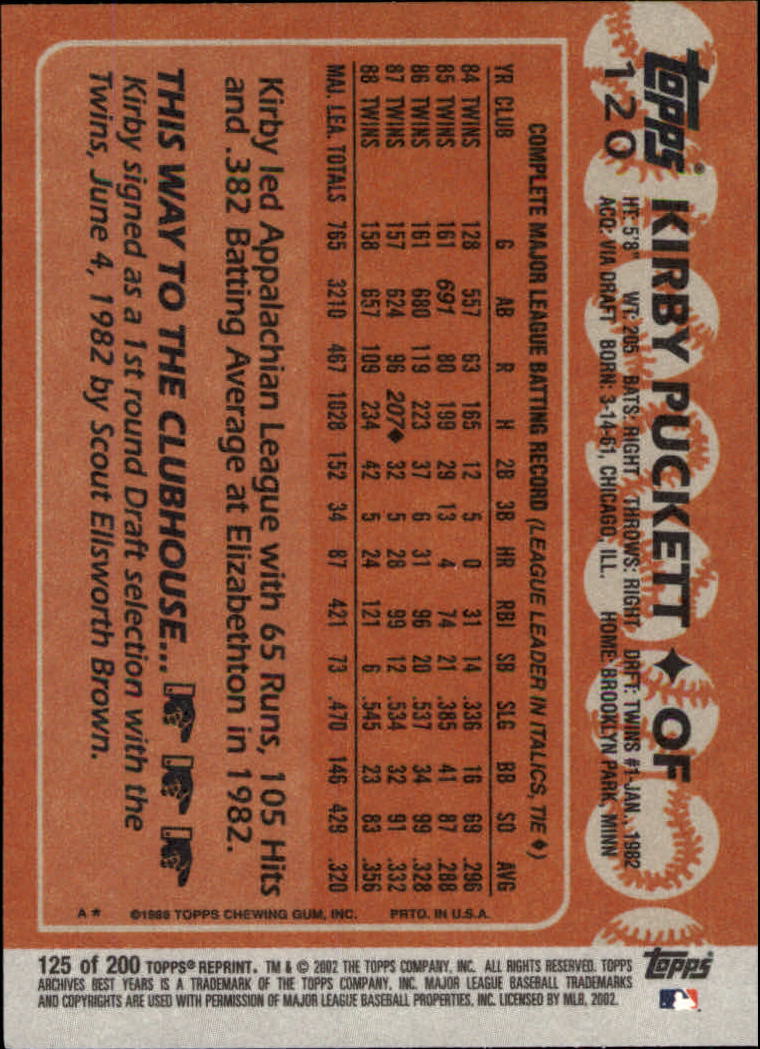 topps®
120
KIRBY PUCKETT ✦ OF
HT: 5'8" WT: 205 BATS: RIGHT THROWS: RIGHT DRFT: TWINS #1-JAN., 1982
ACQ: VIA DRAFT BORN: 3-14-61, CHICAGO, ILL. HOME: BROOKLYN PARK, MINN
COMPLETE MAJOR LEAGUE BATTING RECORD (LEAGUE LEADER IN ITALICS, TIE ♦)
YR CLUB G AB R H 2B 3B HR RBI SB SLG BB SO AVG
84 TWINS 128 557 63 165 12 5 0 31 14 .336 16 69 .296
85 TWINS 161 691 80 199 29 13 4 74 21 .385 41 87 .288
86 TWINS 161 680 119 223 37 6 31 96 20 .537 34 99 .328
87 TWINS 157 624 96 207♦ 32 5 28 99 12 .534 32 91 .332
88 TWINS 158 657 109 234 42 5 24 121 6 .545 23 83 .356
MAJ. LEA. TOTALS 765 3210 467 1028 152 34 87 421 73 .470 146 429 .320
Kirby led Appalachian League with 65 Runs, 105 Hits
and .382 Batting Average at Elizabethton in 1982.
THIS WAY TO THE CLUBHOUSE...
Kirby signed as a 1st round Draft selection with the
Twins, June 4, 1982 by Scout Ellsworth Brown.
A* ©1989 TOPPS CHEWING GUM, INC. PRTD. IN U.S.A.
125 of 200 TOPPS® REPRINT. TM & © 2002 THE TOPPS COMPANY, INC. ALL RIGHTS RESERVED. TOPPS
ARCHIVES BEST YEARS IS A TRADEMARK OF THE TOPPS COMPANY, INC. MAJOR LEAGUE BASEBALL TRADEMARKS
AND COPYRIGHTS ARE USED WITH PERMISSION OF MAJOR LEAGUE BASEBALL PROPERTIES, INC. LICENSED BY MLB, 2002.
topps